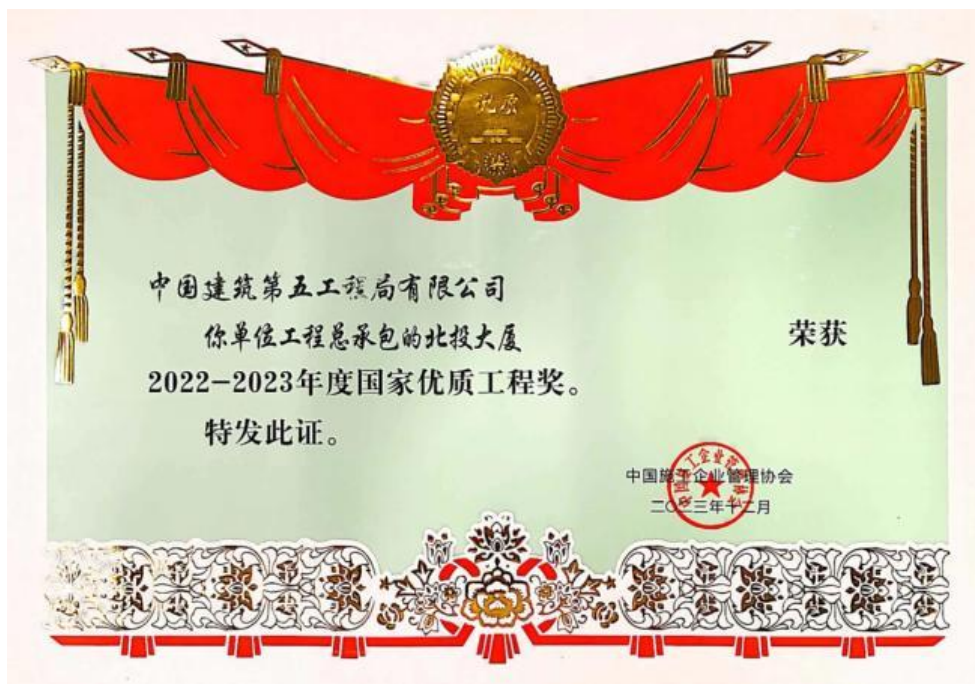 优质
中国建筑第五工程局有限公司
你单位工程总承包的北投大厦 荣获
2022-2023年度国家优质工程奖。
特发此证。
中国施工企业管理协会
二〇二三年十二月